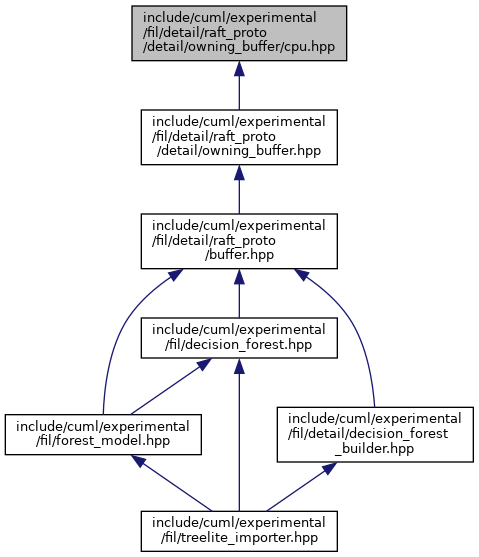 include/cuml/experimental
/fil/detail/raft_proto
/detail/owning_buffer/cpu.hpp
include/cuml/experimental
/fil/detail/raft_proto
/detail/owning_buffer.hpp
include/cuml/experimental
/fil/detail/raft_proto
/buffer.hpp
include/cuml/experimental
/fil/decision_forest.hpp
include/cuml/experimental
/fil/forest_model.hpp
include/cuml/experimental
/fil/detail/decision_forest
_builder.hpp
include/cuml/experimental
/fil/treelite_importer.hpp